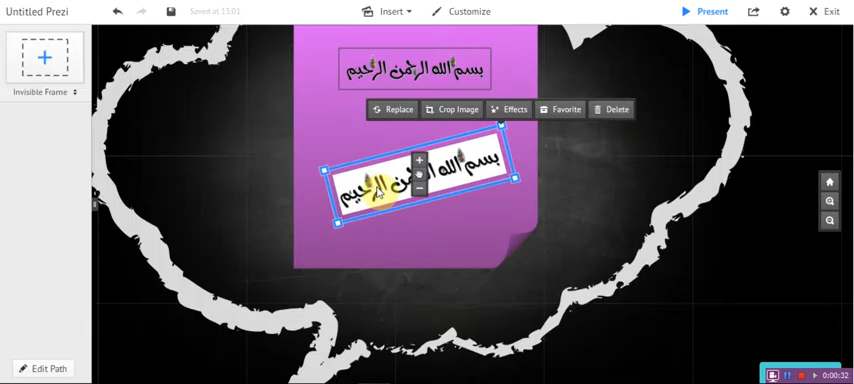 Untitled Prezi
Saved at 15:01
Insert
Customize
Present
Exit
Invisible Frame
بسم الله الرحمن الرحيم
Replace
Crop Image
Effects
Favorite
Delete
بسم الله الرحمن الرحيم
Edit Path
0:00:32